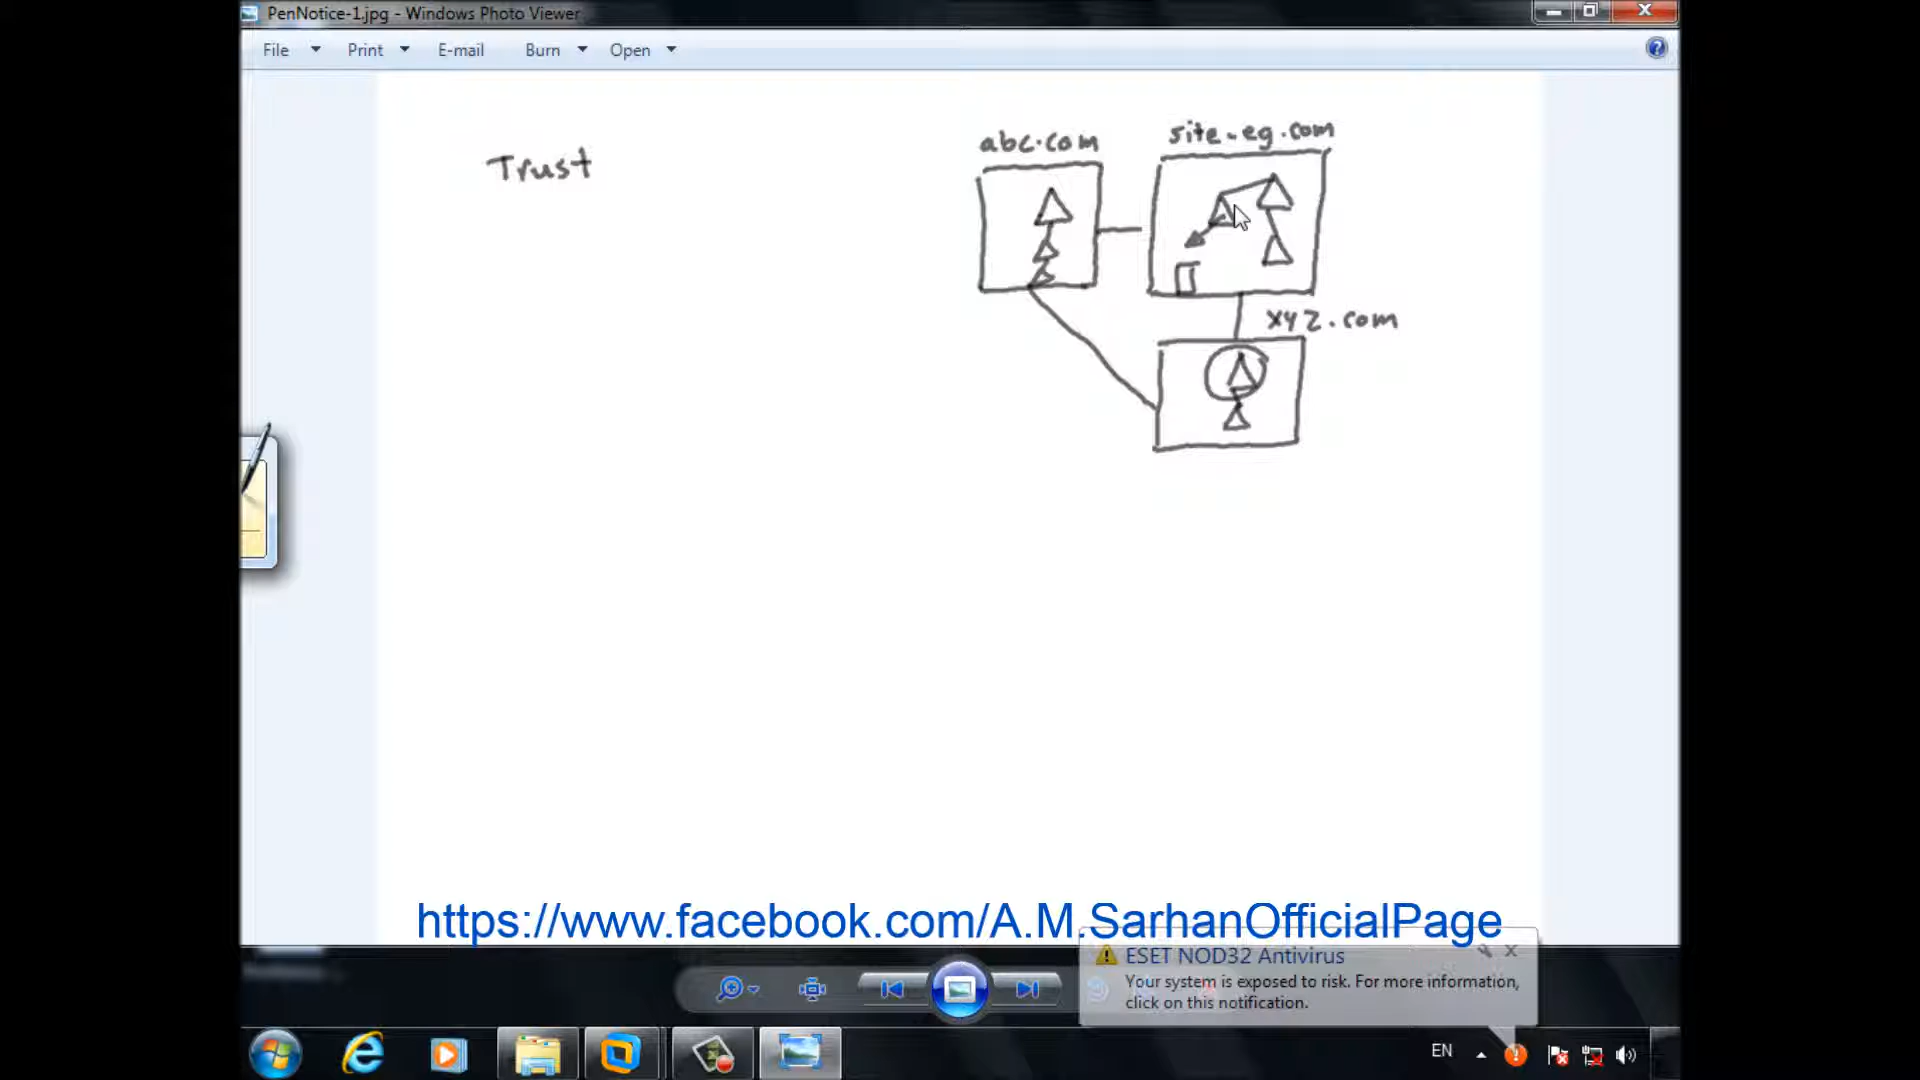 PenNotice-1.jpg - Windows Photo Viewer
File Print E-mail Burn Open
abc.com
site.eg.com
Trust
xyz.com
https://www.facebook.com/A.M.SarhanOfficialPage
ESET NOD32 Antivirus
Your system is exposed to risk. For more information,
click on this notification.
EN